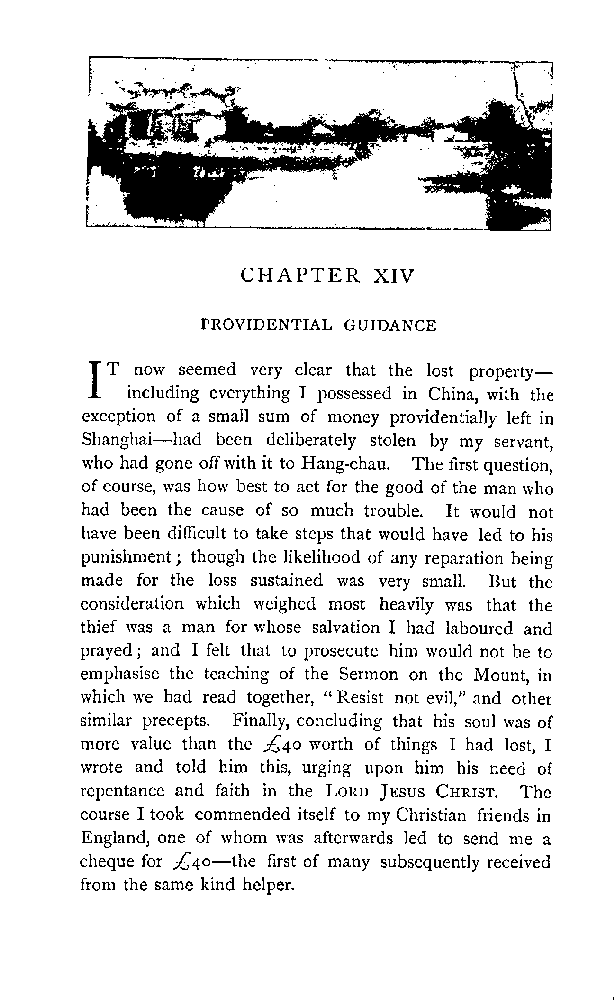 CHAPTER XIV
PROVIDENTIAL GUIDANCE
IT now seemed very clear that the lost property—
including everything I possessed in China, with the
exception of a small sum of money providentially left in
Shanghai—had been deliberately stolen by my servant,
who had gone off with it to Hang-chau. The first question,
of course, was how best to act for the good of the man who
had been the cause of so much trouble. It would not
have been difficult to take steps that would have led to his
punishment; though the likelihood of any reparation being
made for the loss sustained was very small. But the
consideration which weighed most heavily was that the
thief was a man for whose salvation I had laboured and
prayed; and I felt that to prosecute him would not be to
emphasise the teaching of the Sermon on the Mount, in
which we had read together, "Resist not evil," and other
similar precepts. Finally, concluding that his soul was of
more value than the £40 worth of things I had lost, I
wrote and told him this, urging upon him his need of
repentance and faith in the LORD JESUS CHRIST. The
course I took commended itself to my Christian friends in
England, one of whom was afterwards led to send me a
cheque for £40—the first of many subsequently received
from the same kind helper.